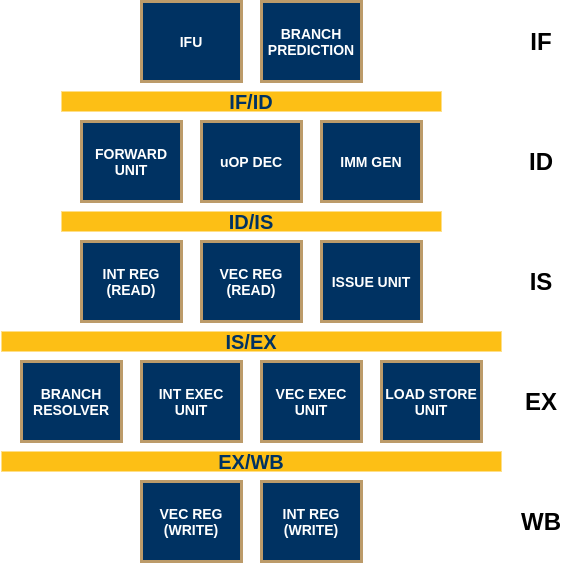 IFU
BRANCH
PREDICTION
IF
IF/ID
FORWARD
UNIT
uOP DEC
IMM GEN
ID
ID/IS
INT REG
(READ)
VEC REG
(READ)
ISSUE UNIT
IS
IS/EX
BRANCH
RESOLVER
INT EXEC
UNIT
VEC EXEC
UNIT
LOAD STORE
UNIT
EX
EX/WB
VEC REG
(WRITE)
INT REG
(WRITE)
WB